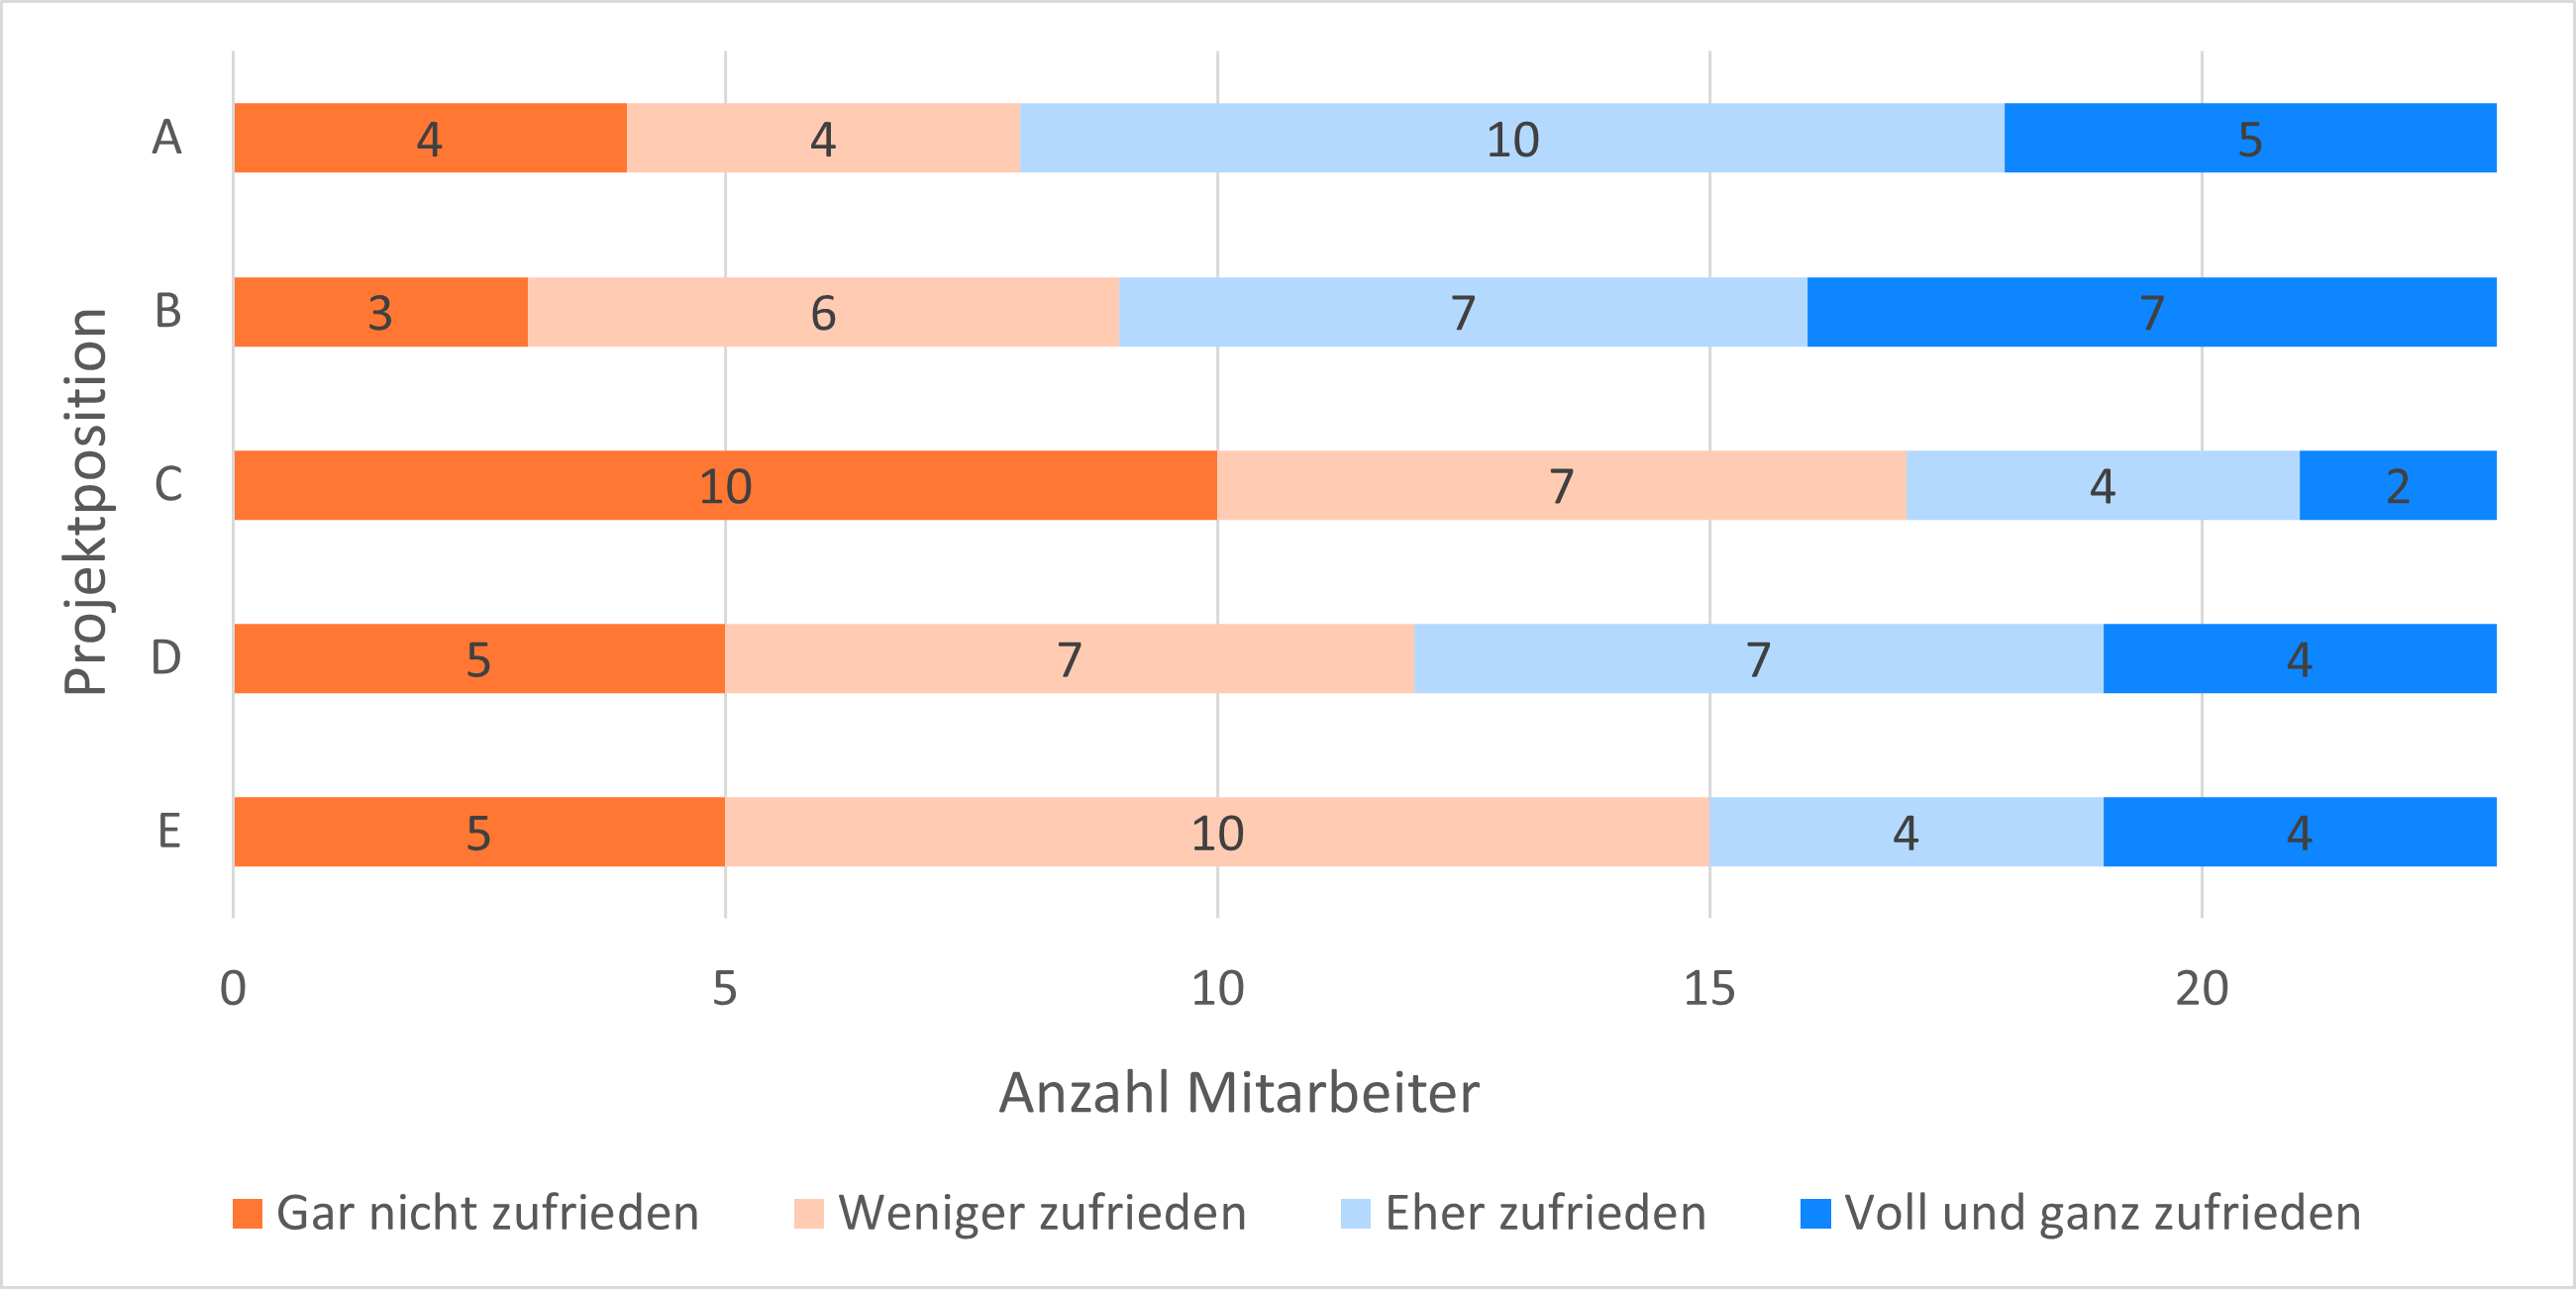 Projektposition
A 4 4 10 5
B 3 6 7 7
C 10 7 4 2
D 5 7 7 4
E 5 10 4 4
0 5 10 15 20
Anzahl Mitarbeiter
Gar nicht zufrieden Weniger zufrieden Eher zufrieden Voll und ganz zufrieden